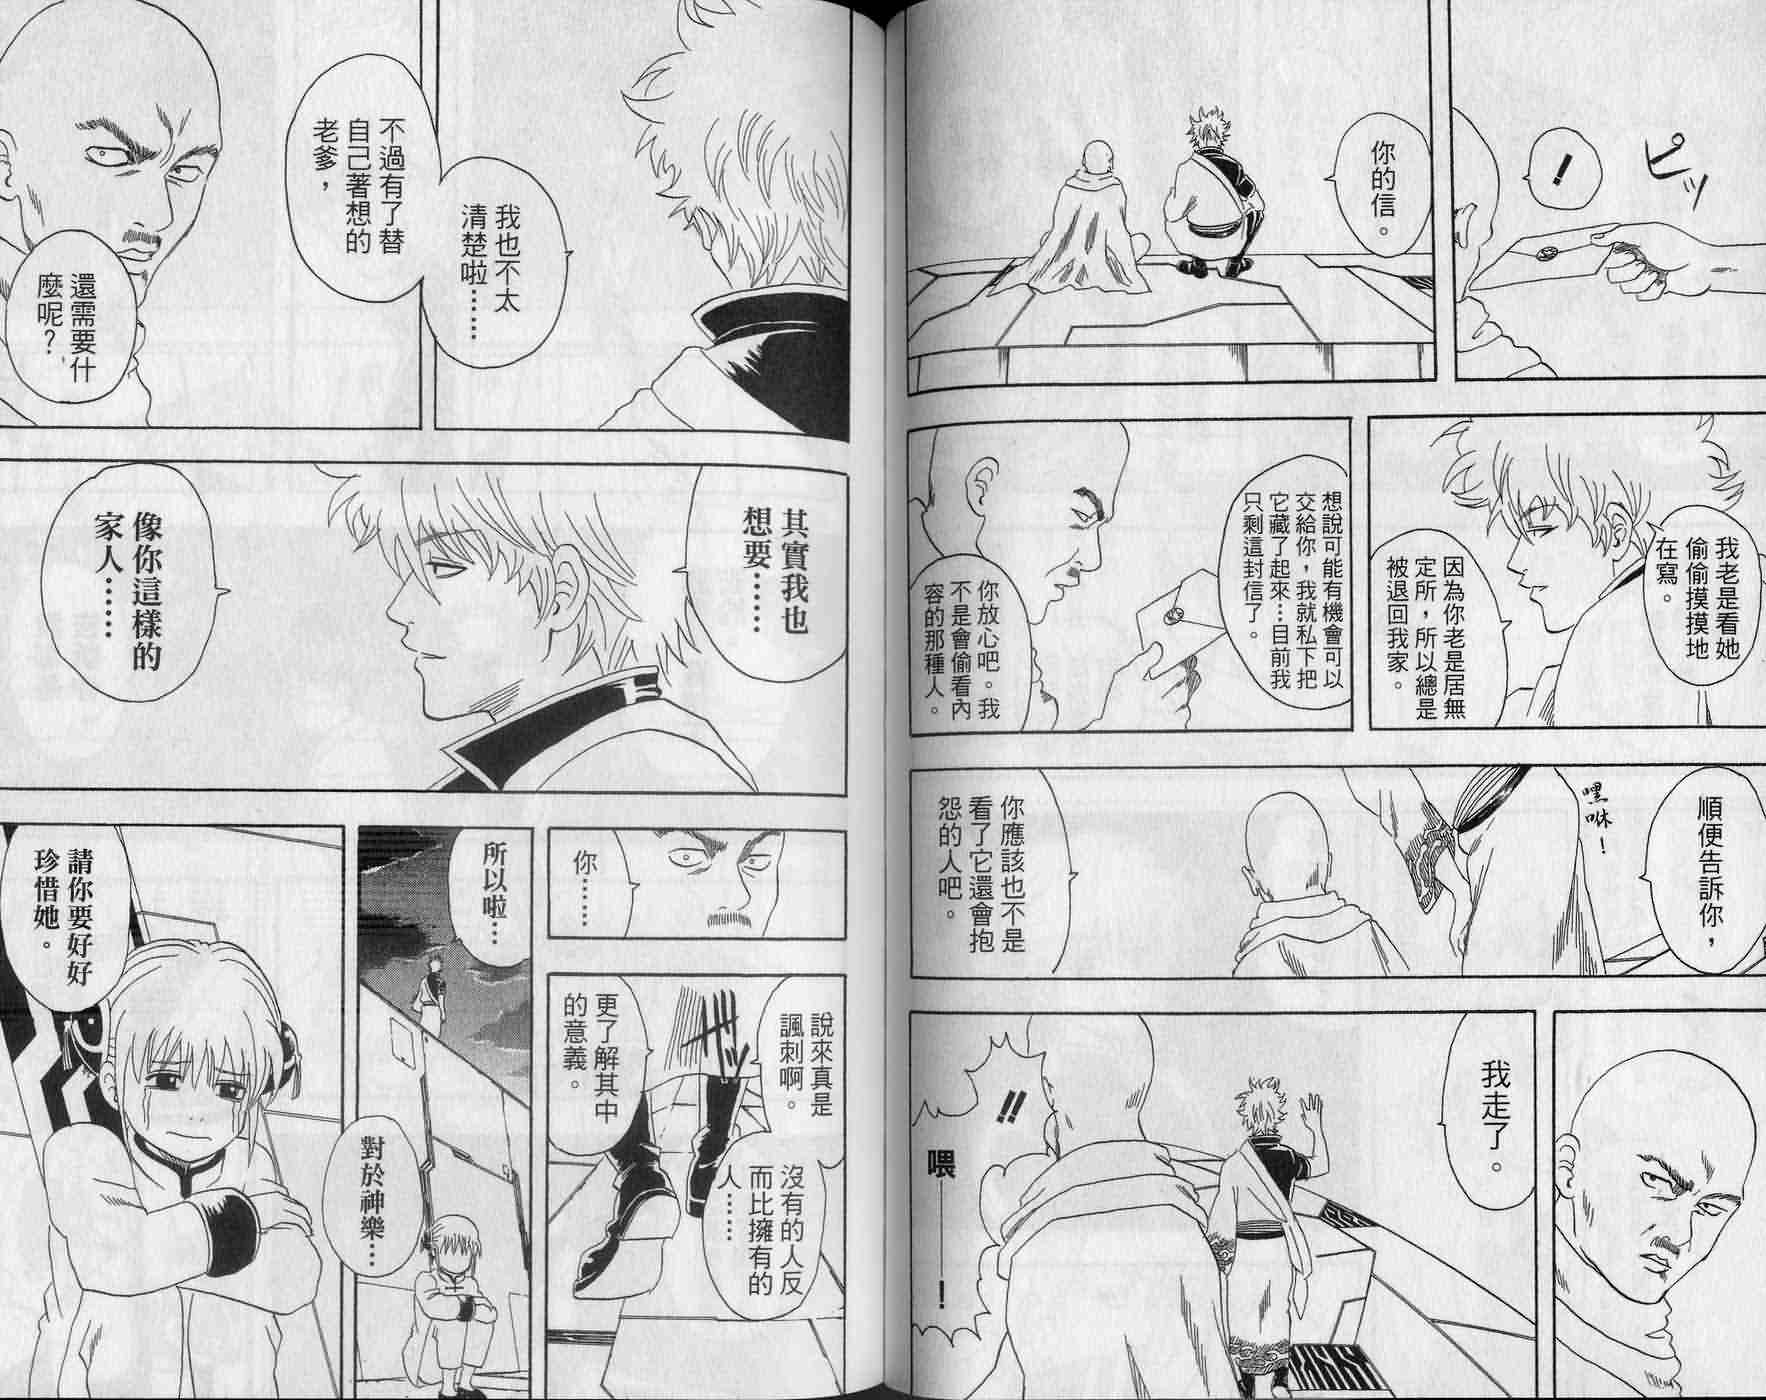 ピッ
!
你的信。
我老是看她
偷偷摸摸地
在寫。
因為你老是居無
定所，所以總是
被退回我家。
想說可能有機會可以
交給你，我就私下把
它藏了起來…目前我
只剩這封信了。
你放心吧。我
不是會偷看內
容的那種人。
順便告訴你，
嘿咻！
你應該也不是
看了它還會抱
怨的人吧。
我走了。
!!
喂——！
我也不太
清楚啦……
不過有了替
自己著想的
老爹，
還需要什
麼呢?
其實我也
想要……
像你這樣的
家人……
你……
說來真是
諷刺啊。
沒有的人反
而比擁有的
人……
更了解其中
的意義。
所以啦…
對於神樂…
請你要好好
珍惜她。